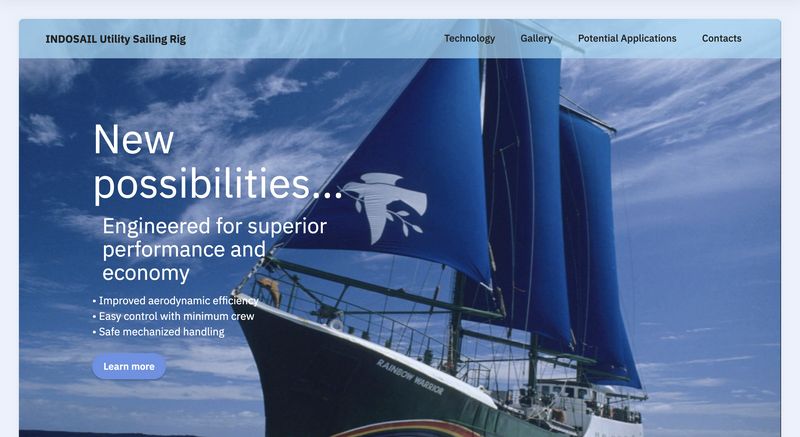 INDOSAIL Utility Sailing Rig
Technology Gallery Potential Applications Contacts
New
possibilities...
Engineered for superior
performance and
economy
• Improved aerodynamic efficiency
• Easy control with minimum crew
• Safe mechanized handling
Learn more
RAINBOW WARRIOR